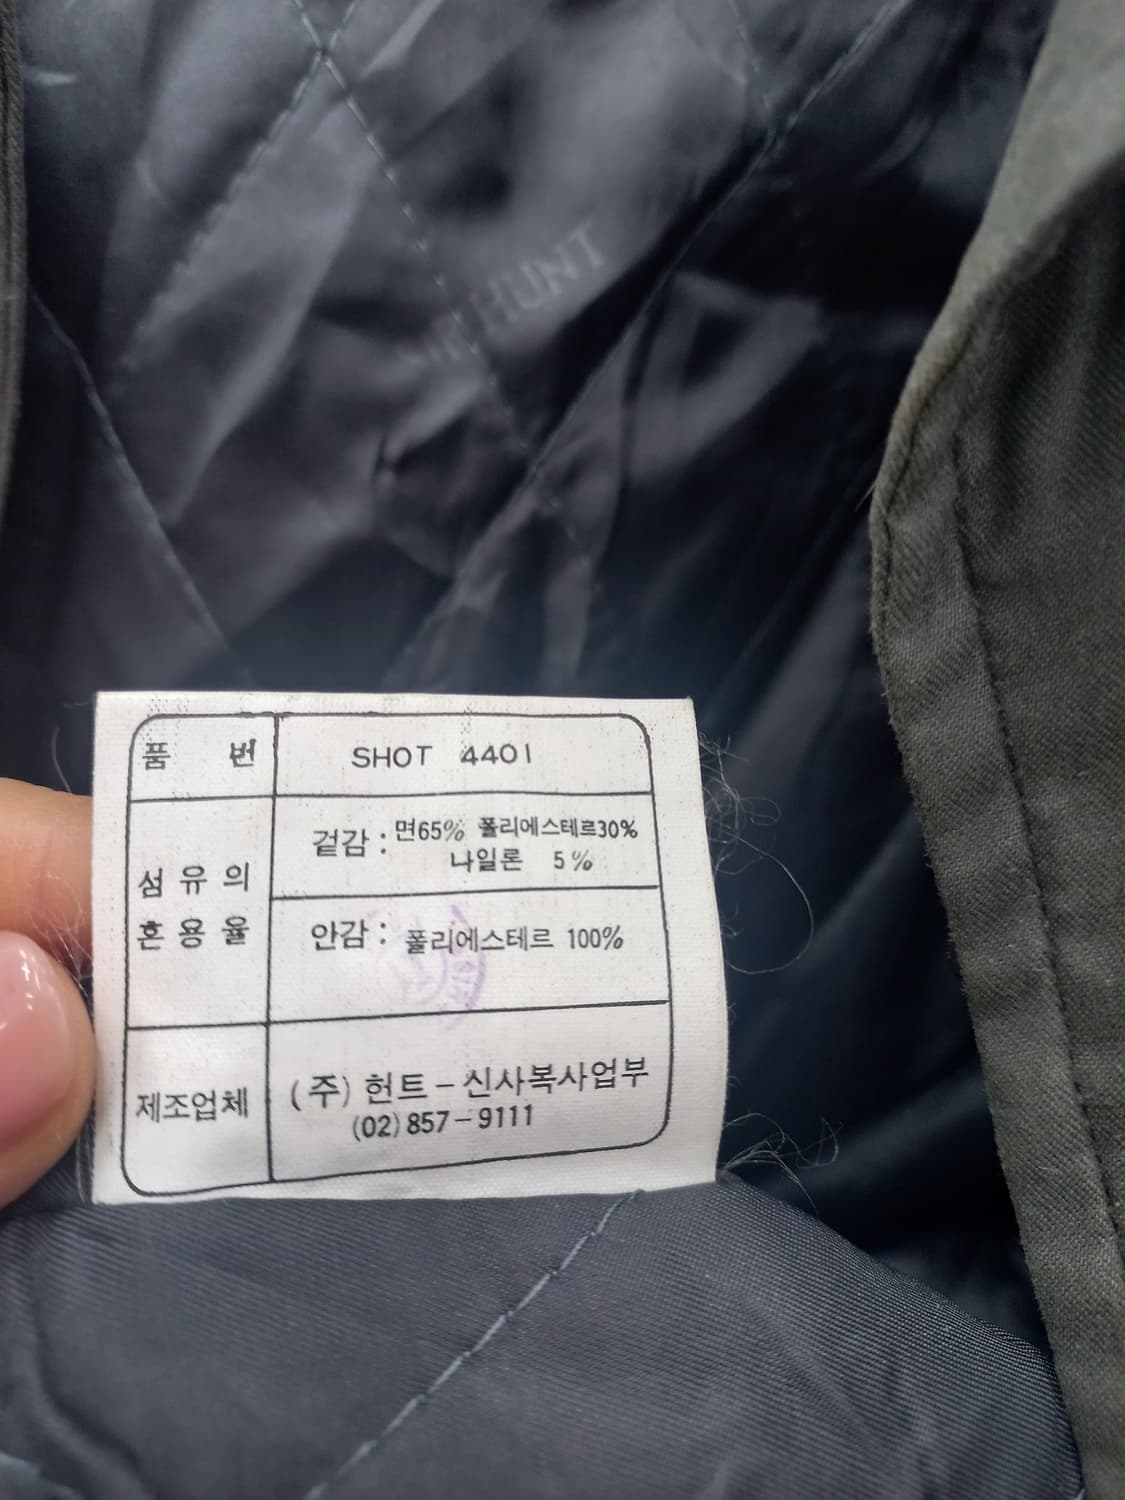 HUNT
품 번 SHOT 4401
섬유의 혼용율
겉감 : 면65% 폴리에스테르30%
나일론 5%
안감 : 폴리에스테르 100%
제조업체
(주) 헌트-신사복사업부
(02) 857-9111